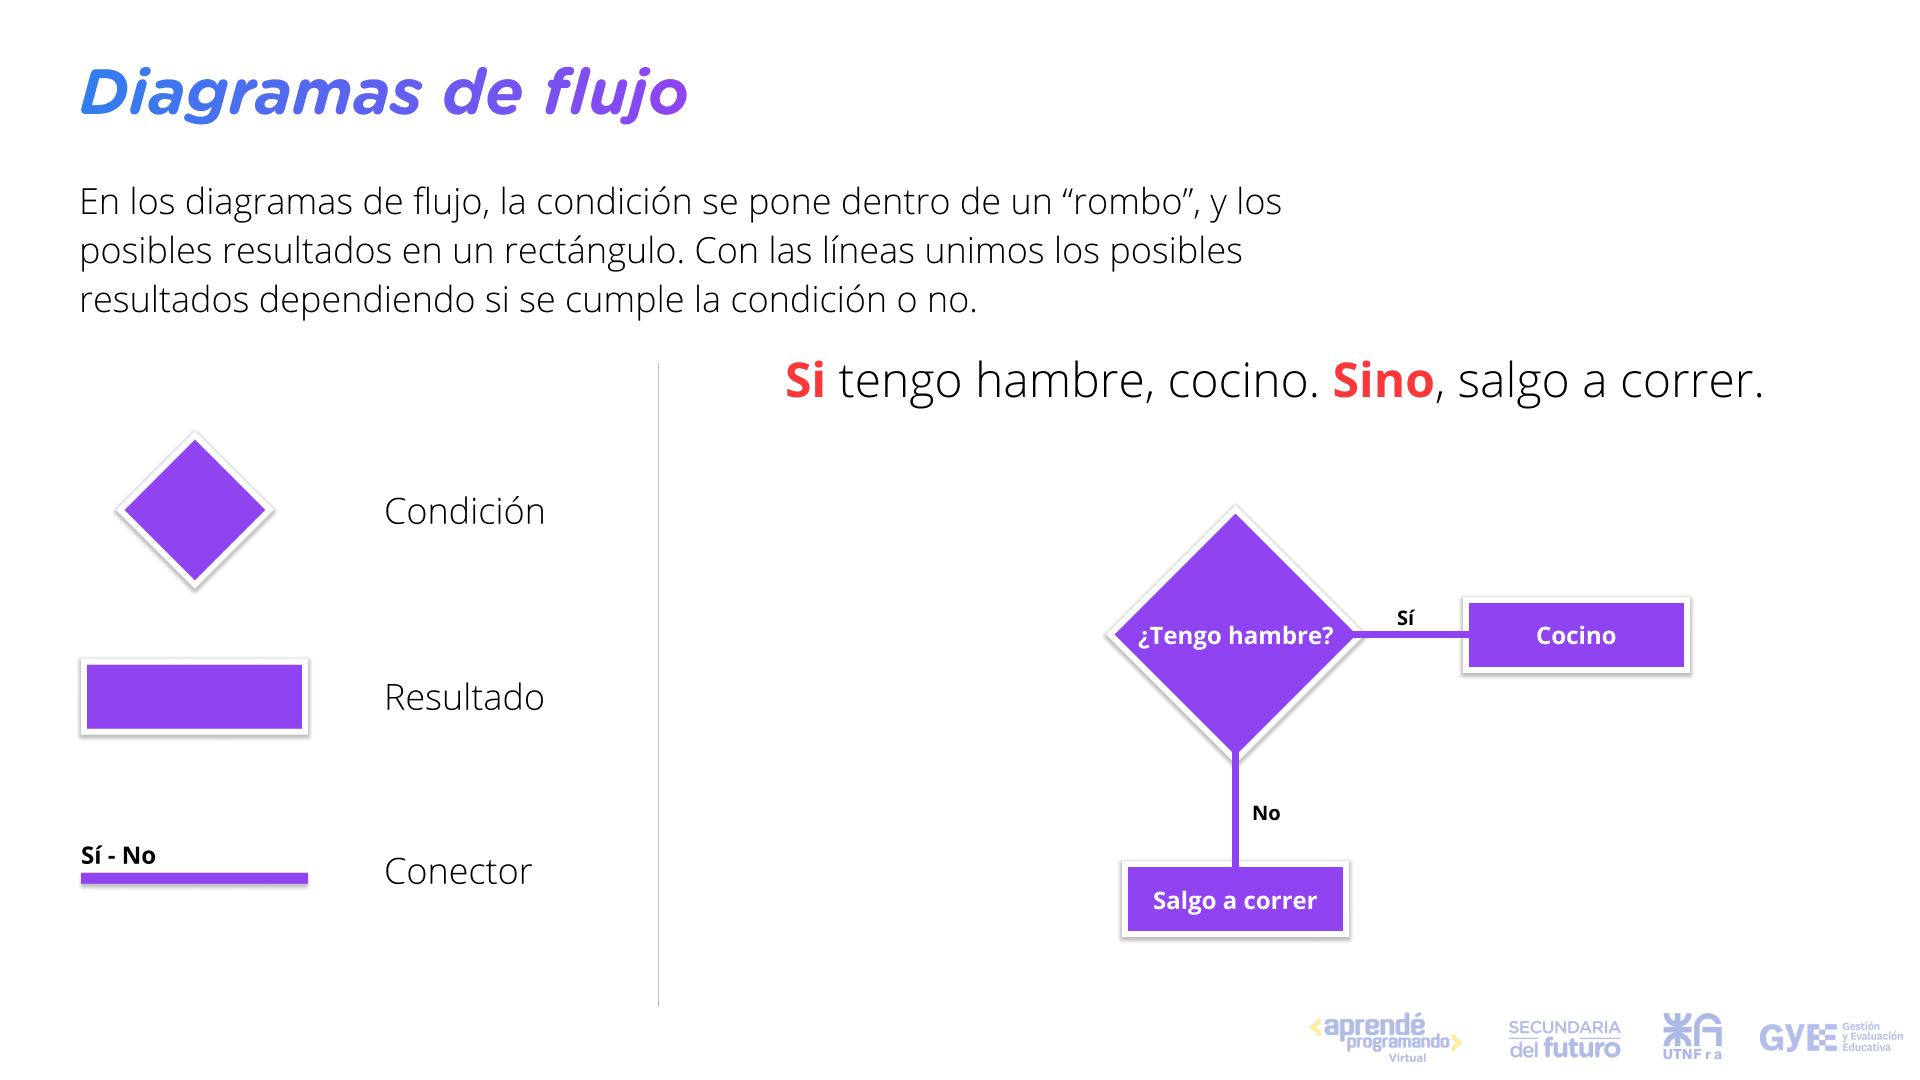 Diagramas de flujo
En los diagramas de flujo, la condición se pone dentro de un “rombo”, y los
posibles resultados en un rectángulo. Con las líneas unimos los posibles
resultados dependiendo si se cumple la condición o no.
Si tengo hambre, cocino. Sino, salgo a correr.
Condición
Resultado
Sí - No
Conector
¿Tengo hambre?
Sí
Cocino
No
Salgo a correr
<aprendé
programando>
Virtual
SECUNDARIA
del futuro
UTNFra
GYEE
Gestión
y Evaluación
Educativa